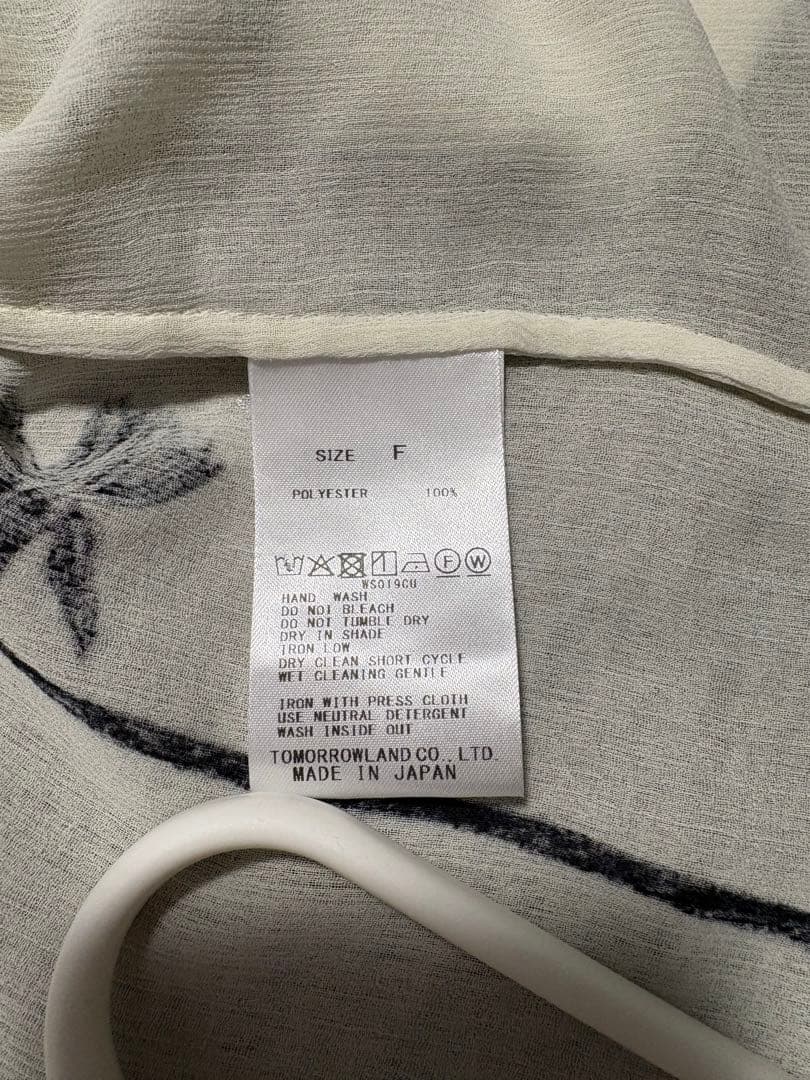 SIZE F
POLYESTER 100%
F W
WS019CU
HAND WASH
DO NOT BLEACH
DO NOT TUMBLE DRY
DRY IN SHADE
IRON LOW
DRY CLEAN SHORT CYCLE
WET CLEANING GENTLE
IRON WITH PRESS CLOTH
USE NEUTRAL DETERGENT
WASH INSIDE OUT
TOMORROWLAND CO., LTD.
MADE IN JAPAN